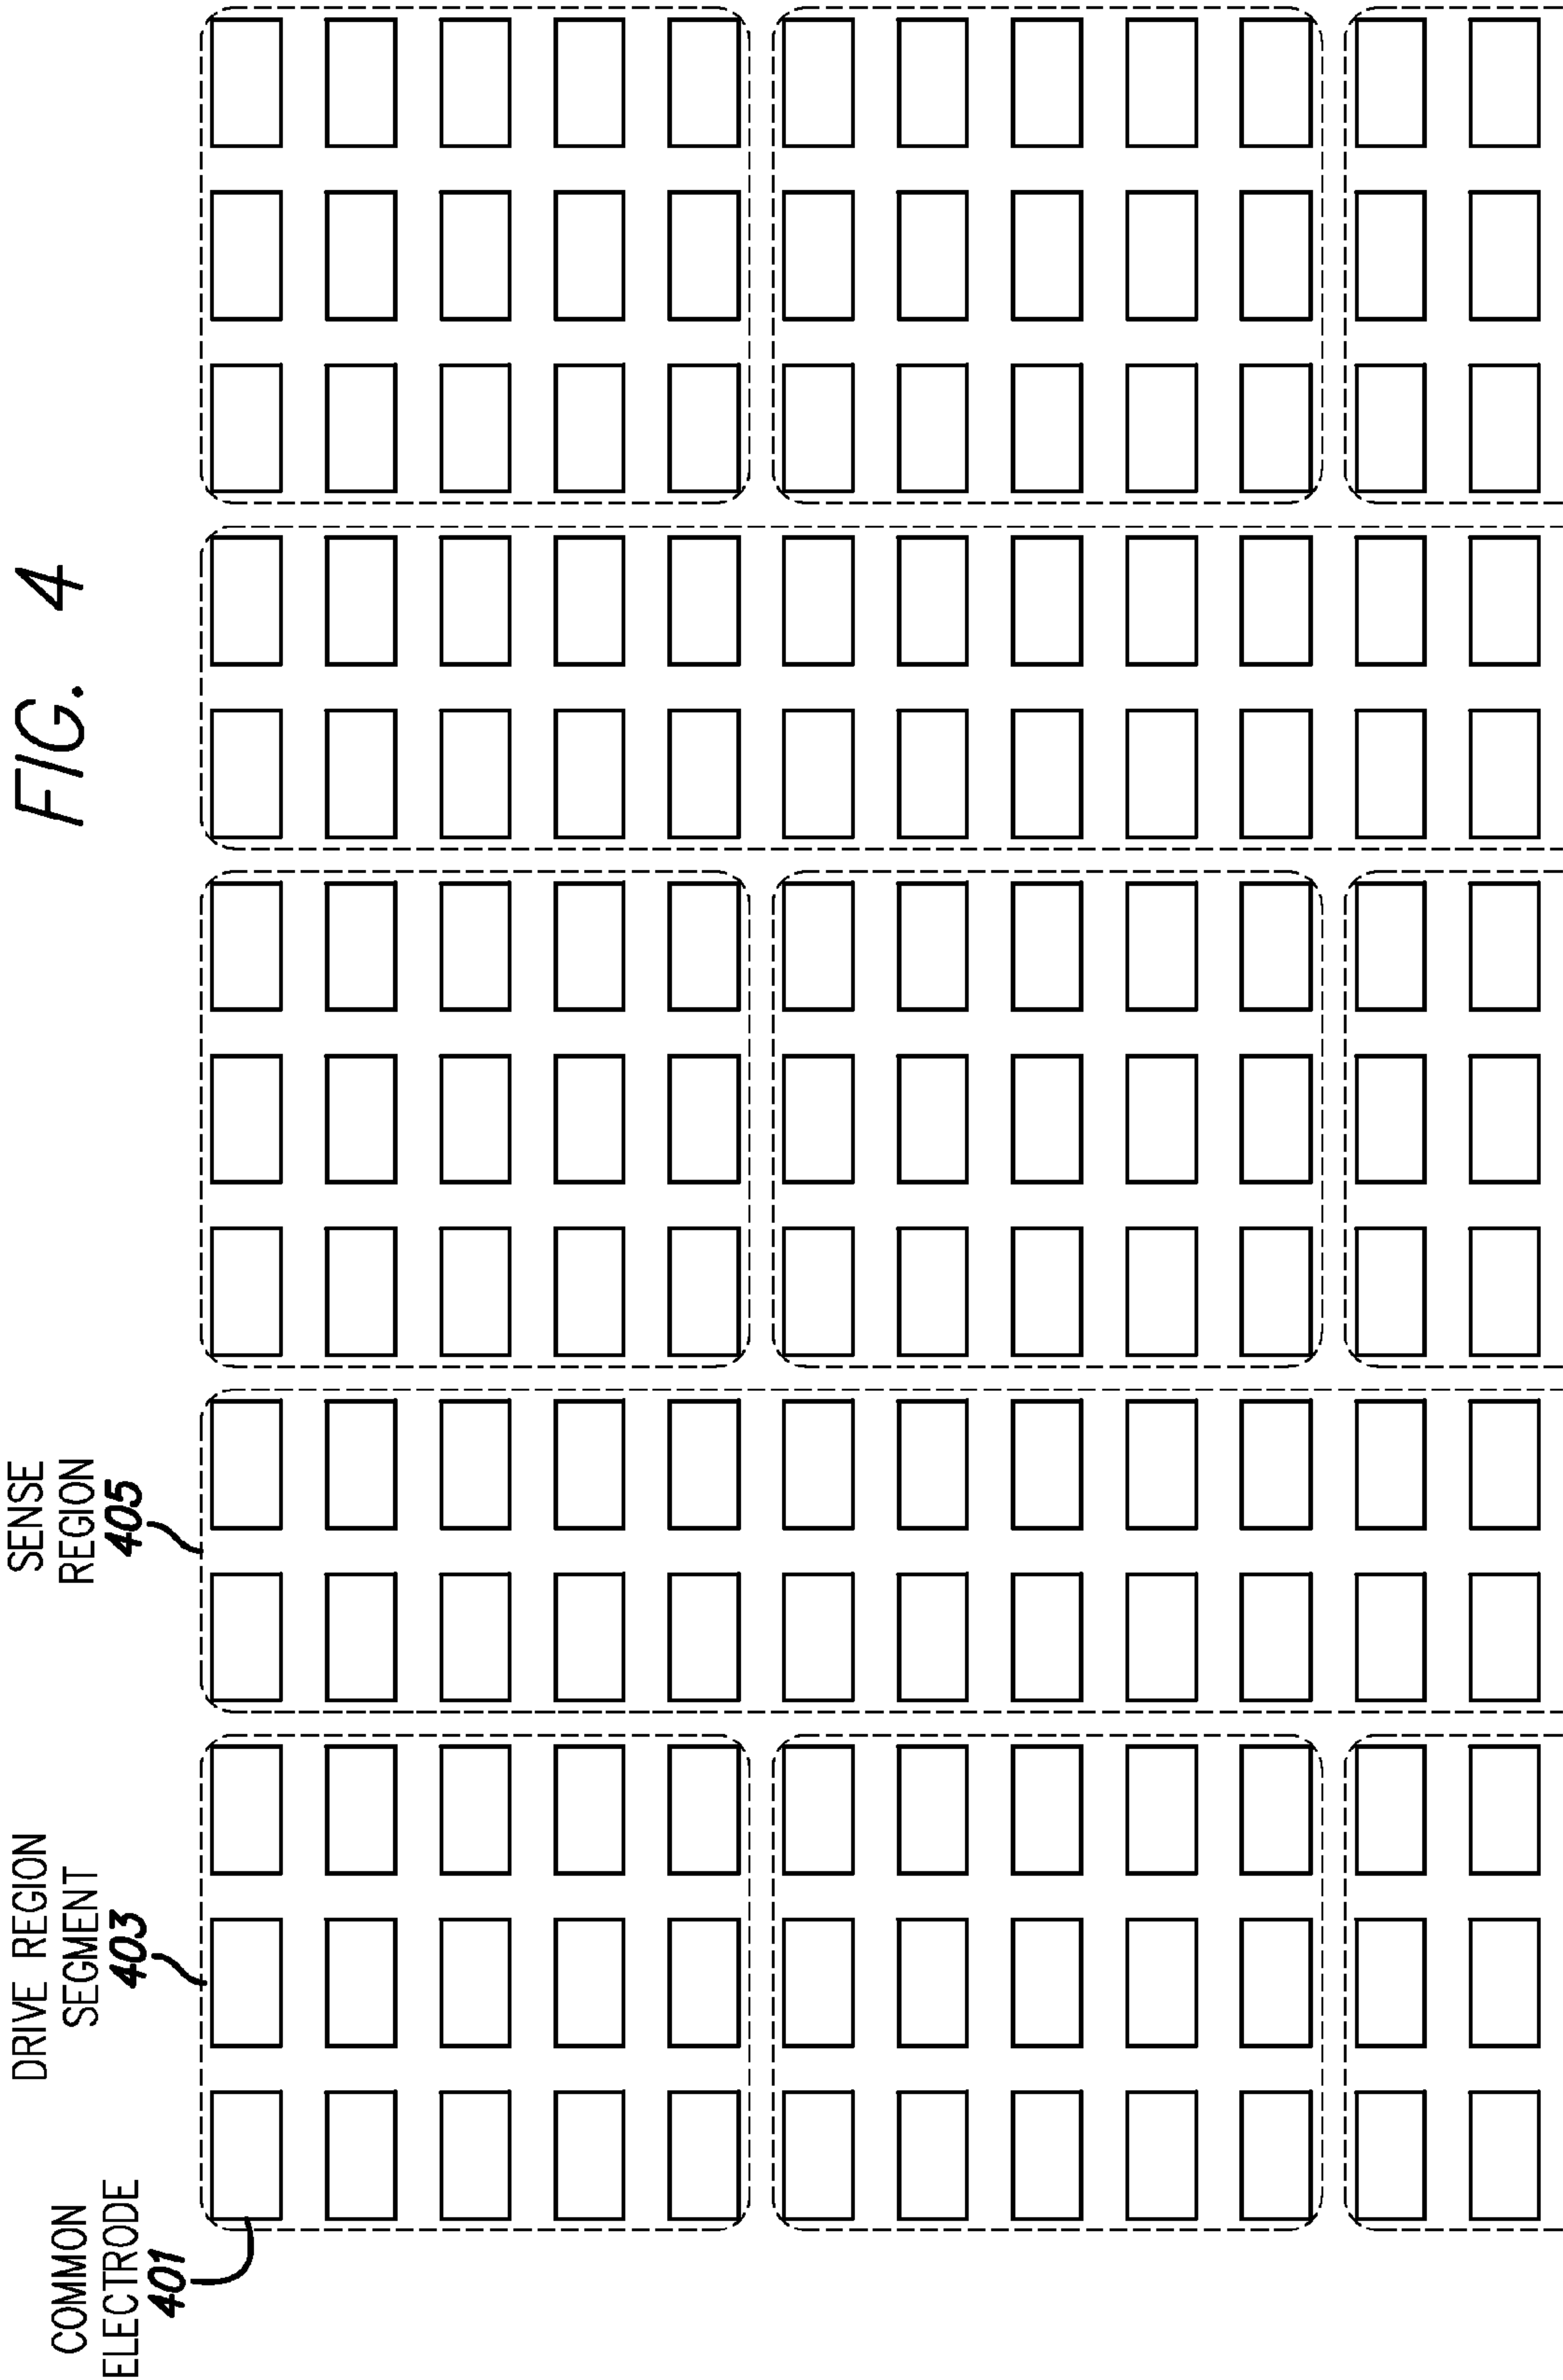 COMMON
ELECTRODE
401
DRIVE REGION
SEGMENT
403
SENSE
REGION
405
FIG. 4